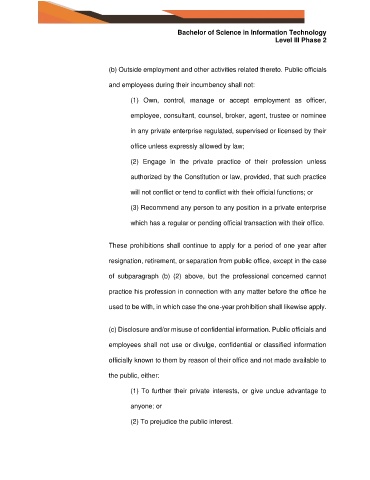 Bachelor of Science in Information Technology
Level III Phase 2
(b) Outside employment and other activities related thereto. Public officials
and employees during their incumbency shall not:
(1) Own, control, manage or accept employment as officer,
employee, consultant, counsel, broker, agent, trustee or nominee
in any private enterprise regulated, supervised or licensed by their
office unless expressly allowed by law;
(2) Engage in the private practice of their profession unless
authorized by the Constitution or law, provided, that such practice
will not conflict or tend to conflict with their official functions; or
(3) Recommend any person to any position in a private enterprise
which has a regular or pending official transaction with their office.
These prohibitions shall continue to apply for a period of one year after
resignation, retirement, or separation from public office, except in the case
of subparagraph (b) (2) above, but the professional concerned cannot
practice his profession in connection with any matter before the office he
used to be with, in which case the one-year prohibition shall likewise apply.
(c) Disclosure and/or misuse of confidential information. Public officials and
employees shall not use or divulge, confidential or classified information
officially known to them by reason of their office and not made available to
the public, either:
(1) To further their private interests, or give undue advantage to
anyone; or
(2) To prejudice the public interest.